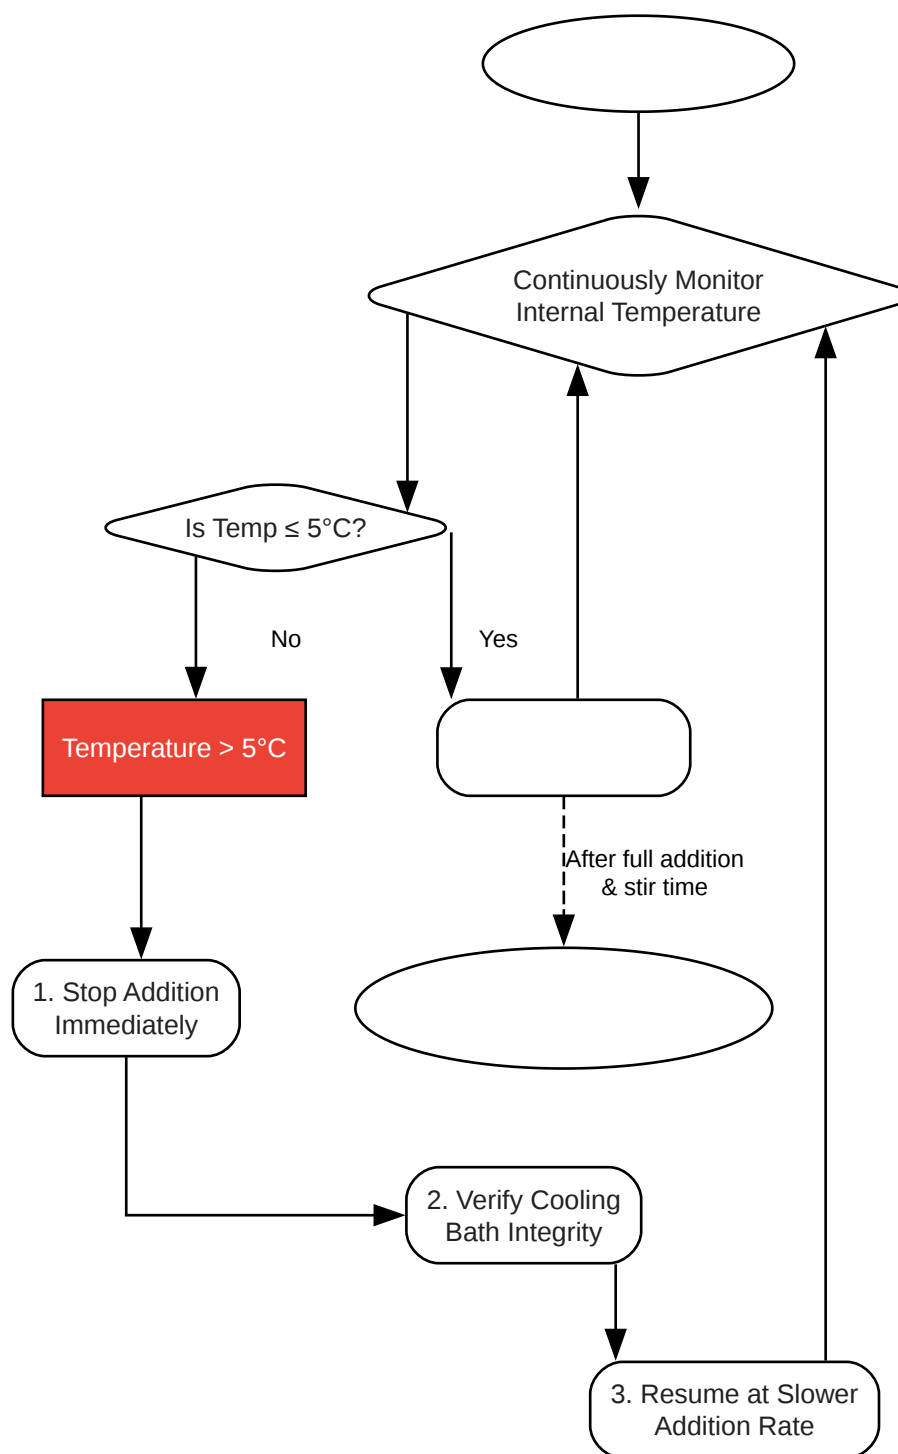 Continuously Monitor
Internal Temperature
Is Temp ≤ 5°C?
No
Yes
Temperature > 5°C
After full addition
& stir time
1. Stop Addition
Immediately
2. Verify Cooling
Bath Integrity
3. Resume at Slower
Addition Rate